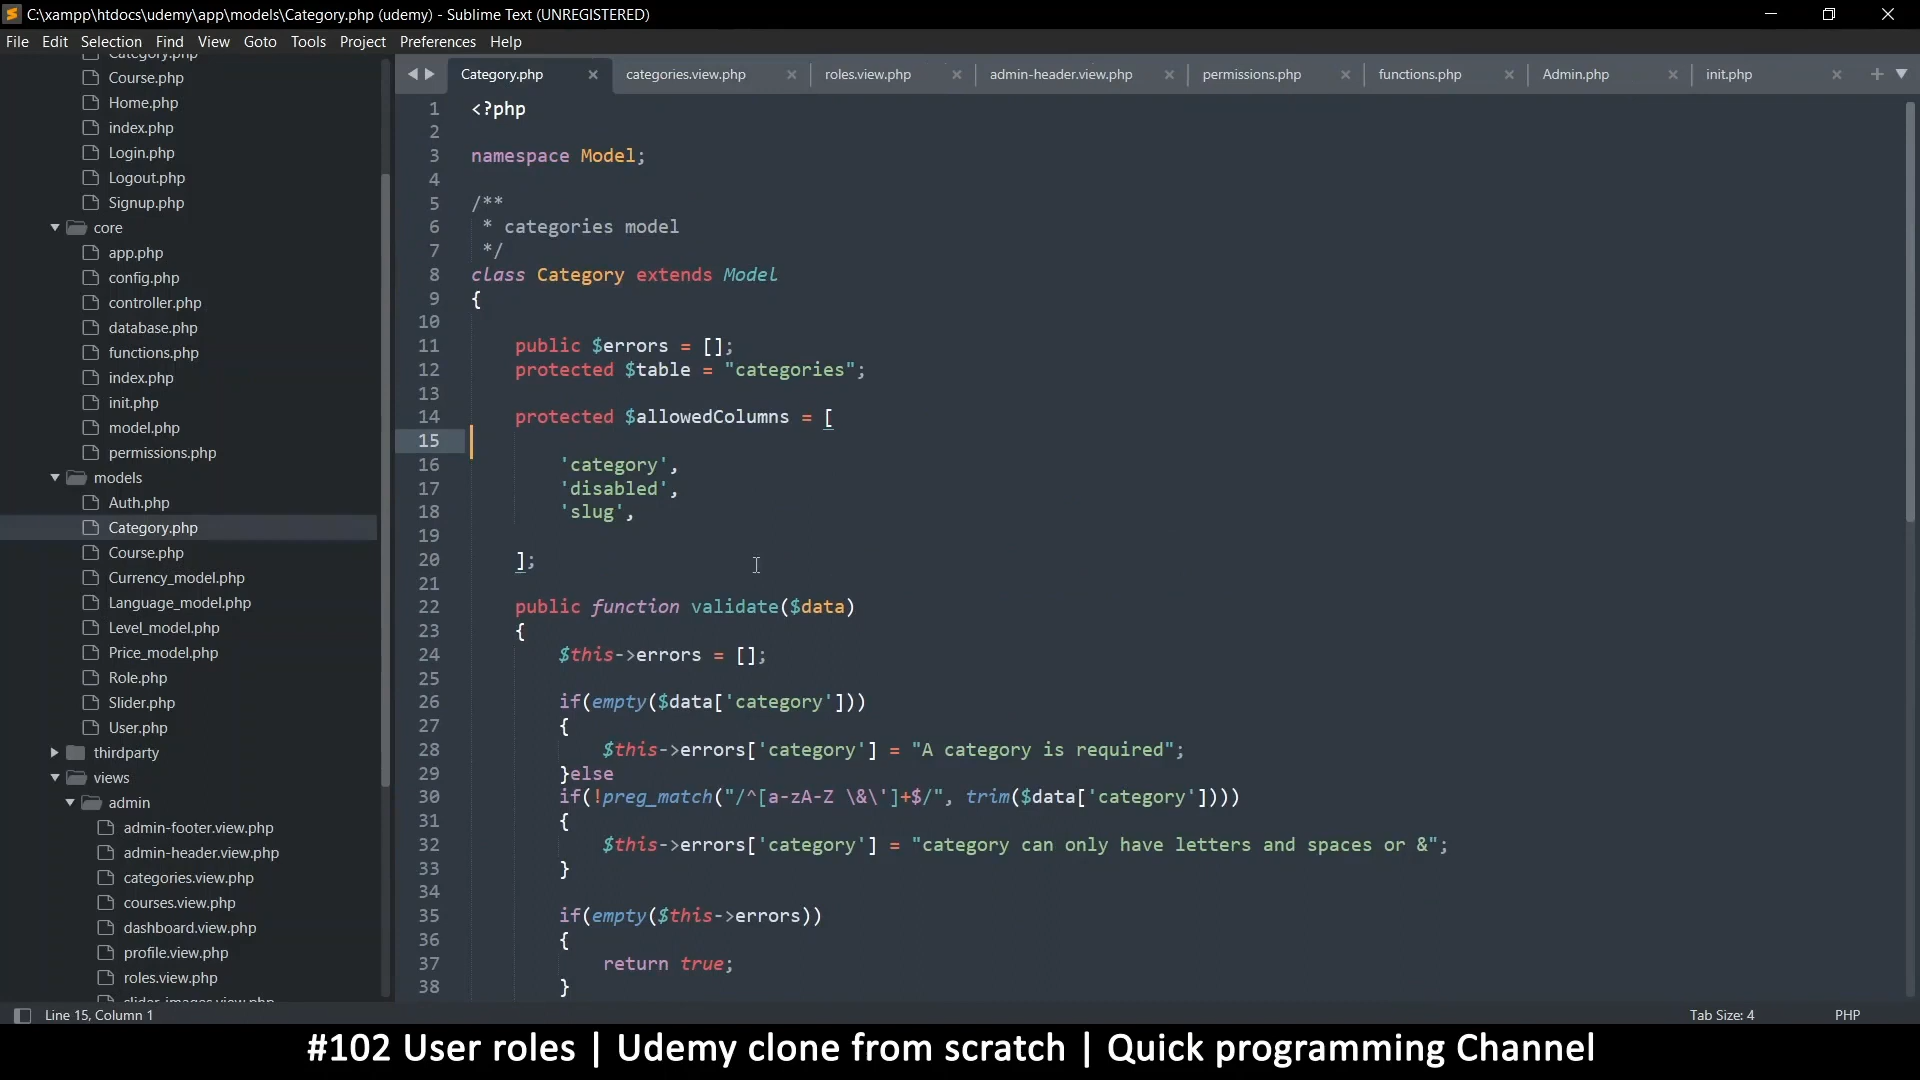 C:\xampp\htdocs\udemy\app\models\Category.php (udemy) - Sublime Text (UNREGISTERED)
File Edit Selection Find View Goto Tools Project Preferences Help
Category.php
Course.php
Home.php
index.php
Login.php
Logout.php
Signup.php
core
app.php
config.php
controller.php
database.php
functions.php
index.php
init.php
model.php
permissions.php
models
Auth.php
Category.php
Course.php
Currency_model.php
Language_model.php
Level_model.php
Price_model.php
Role.php
Slider.php
User.php
thirdparty
views
admin
admin-footer.view.php
admin-header.view.php
categories.view.php
courses.view.php
dashboard.view.php
profile.view.php
roles.view.php
slider-images.view.php
Category.php categories.view.php roles.view.php admin-header.view.php permissions.php functions.php Admin.php init.php
1 <?php
2
3 namespace Model;
4
5 /**
6 * categories model
7 */
8 class Category extends Model
9 {
10
11 public $errors = [];
12 protected $table = "categories";
13
14 protected $allowedColumns = [
15
16 'category',
17 'disabled',
18 'slug',
19
20 ];
21
22 public function validate($data)
23 {
24 $this->errors = [];
25
26 if(empty($data['category']))
27 {
28 $this->errors['category'] = "A category is required";
29 }else
30 if(!preg_match("/^[a-zA-Z \&\']+$/", trim($data['category'])))
31 {
32 $this->errors['category'] = "category can only have letters and spaces or &";
33 }
34
35 if(empty($this->errors))
36 {
37 return true;
38 }
Line 15, Column 1
Tab Size: 4 PHP
#102 User roles | Udemy clone from scratch | Quick programming Channel